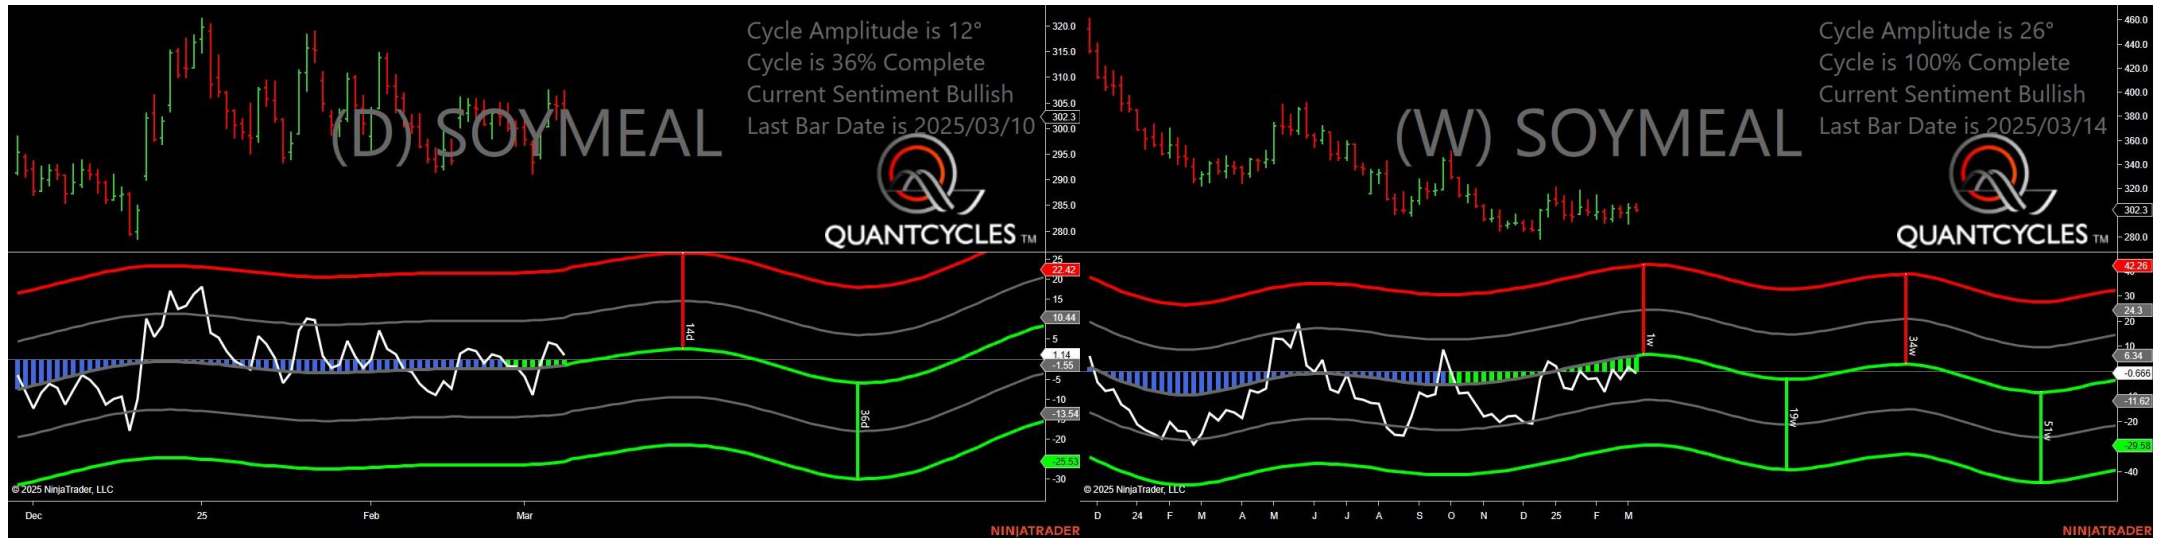 Cycle Amplitude is 12°
Cycle is 36% Complete
Current Sentiment Bullish
Last Bar Date is 2025/03/10
(D) SOYMEAL
QUANTCYCLES TM
320.0
315.0
310.0
305.0
302.3
300.0
295.0
290.0
285.0
280.0
25
22.42
20
15
10.44
5
1.14
-1.55
-5
-10
-13.54
-20
-25.53
-30
14d
36d
© 2025 NinjaTrader, LLC
Dec 25 Feb Mar
NINJATRADER
Cycle Amplitude is 26°
Cycle is 100% Complete
Current Sentiment Bullish
Last Bar Date is 2025/03/14
(W) SOYMEAL
QUANTCYCLES TM
460.0
440.0
420.0
400.0
380.0
360.0
340.0
320.0
302.3
280.0
42.26
30
24.3
20
10
6.34
-0.666
-11.62
-20
-29.58
-40
1w
19w
34w
51w
© 2025 NinjaTrader, LLC
D 24 F M A M J J A S O N D 25 F M
NINJATRADER